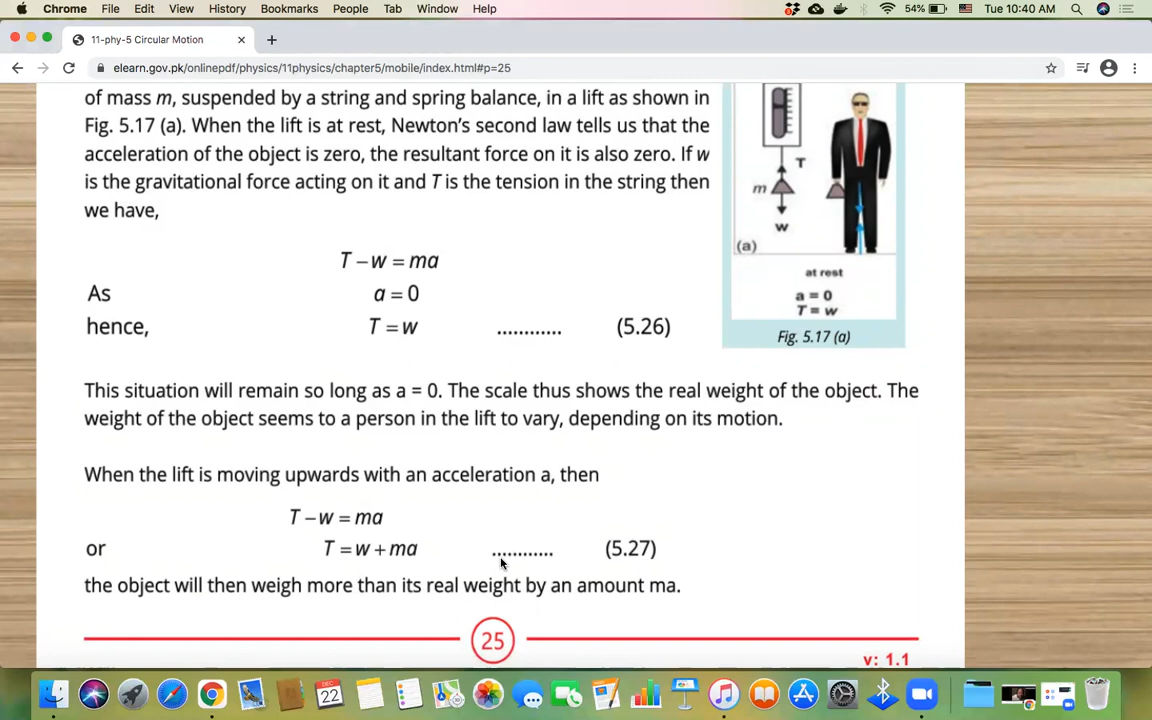 Chrome File Edit View History Bookmarks People Tab Window Help 54% Tue 10:40 AM
11-phy-5 Circular Motion
elearn.gov.pk/onlinepdf/physics/11physics/chapter5/mobile/index.html#p=25
of mass m, suspended by a string and spring balance, in a lift as shown in
Fig. 5.17 (a). When the lift is at rest, Newton's second law tells us that the
acceleration of the object is zero, the resultant force on it is also zero. If w
is the gravitational force acting on it and T is the tension in the string then
we have,
T – w = ma
As a = 0
hence, T = w ............ (5.26)
T
m
w
(a)
at rest
a = 0
T = w
Fig. 5.17 (a)
This situation will remain so long as a = 0. The scale thus shows the real weight of the object. The
weight of the object seems to a person in the lift to vary, depending on its motion.
When the lift is moving upwards with an acceleration a, then
T – w = ma
or T = w + ma ............ (5.27)
the object will then weigh more than its real weight by an amount ma.
25
v: 1.1
DEC
22